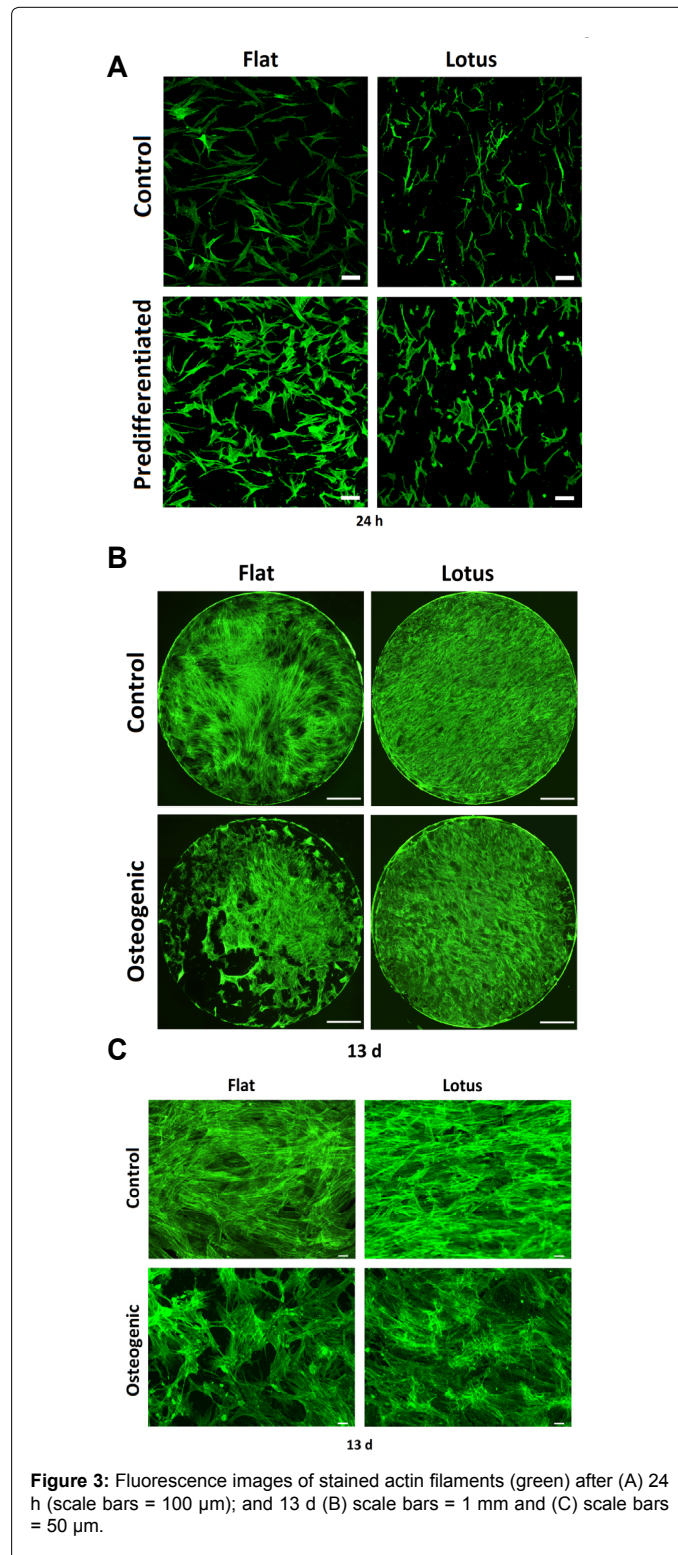 A
Flat Lotus
Control
Predifferentiated
24 h
B
Flat Lotus
Control
Osteogenic
13 d
C
Flat Lotus
Control
Osteogenic
13 d
Figure 3: Fluorescence images of stained actin filaments (green) after (A) 24
h (scale bars = 100 µm); and 13 d (B) scale bars = 1 mm and (C) scale bars
= 50 µm.